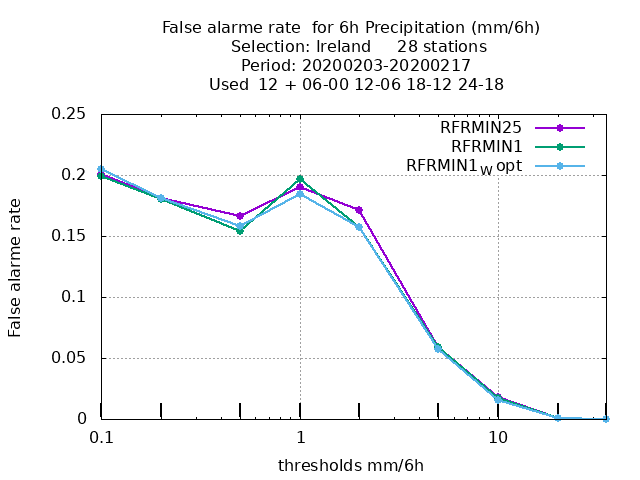 False alarme rate  for 6h Precipitation (mm/6h)
Selection: Ireland     28 stations
Period: 20200203-20200217
Used  12 + 06-00 12-06 18-12 24-18
RFRMIN25
RFRMIN1
RFRMIN1W opt
0.25
0.2
0.15
0.1
0.05
0
False alarme rate
0.1
1
10
thresholds mm/6h